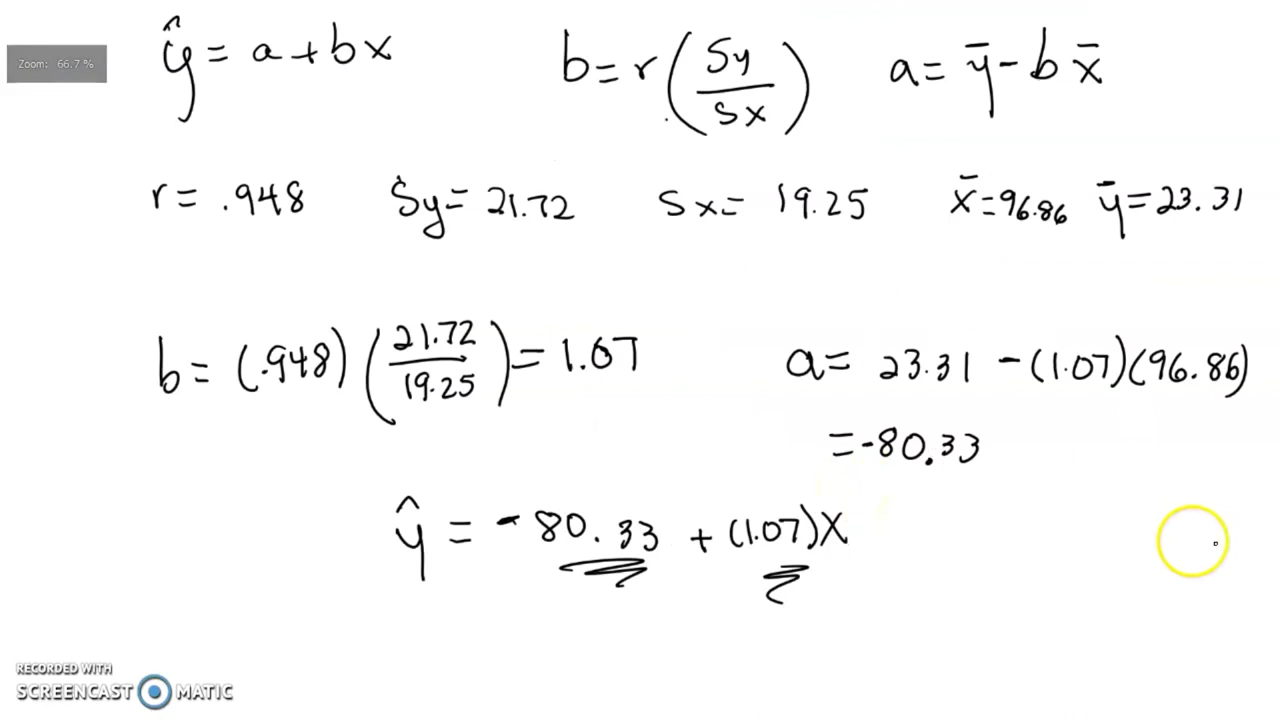 Zoom: 66.7 %
ŷ = a + bx b = r (Sy/Sx) a = ȳ - b x̄
r = .948 Sy = 21.72 Sx = 19.25 x̄ = 96.86 ȳ = 23.31
b = (.948) (21.72/19.25) = 1.07 a = 23.31 - (1.07)(96.86)
= -80.33
ŷ = -80.33 + (1.07)X
RECORDED WITH
SCREENCAST MATIC